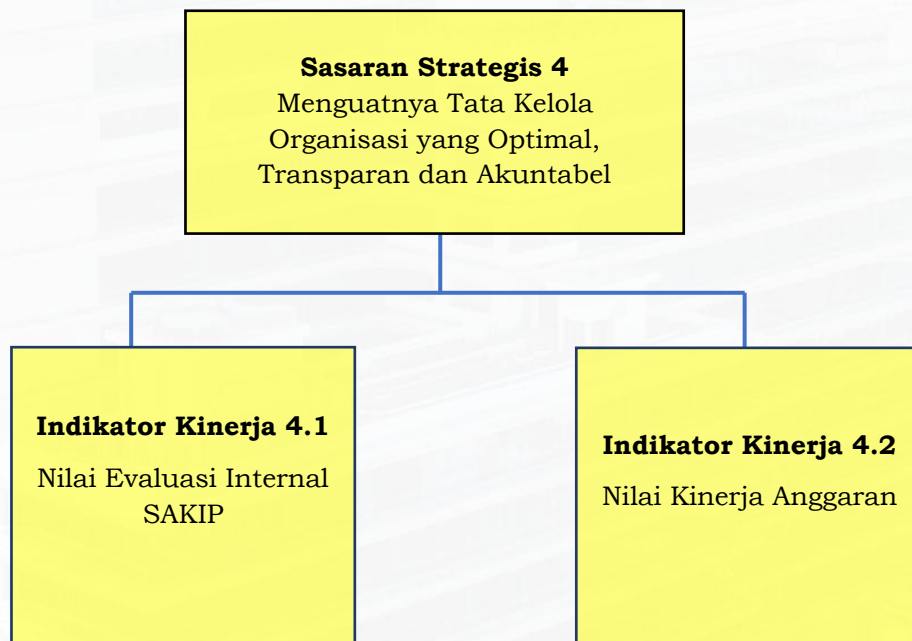 Sasaran Strategis 4
Menguatnya Tata Kelola
Organisasi yang Optimal,
Transparan dan Akuntabel
Indikator Kinerja 4.1
Nilai Evaluasi Internal
SAKIP
Indikator Kinerja 4.2
Nilai Kinerja Anggaran